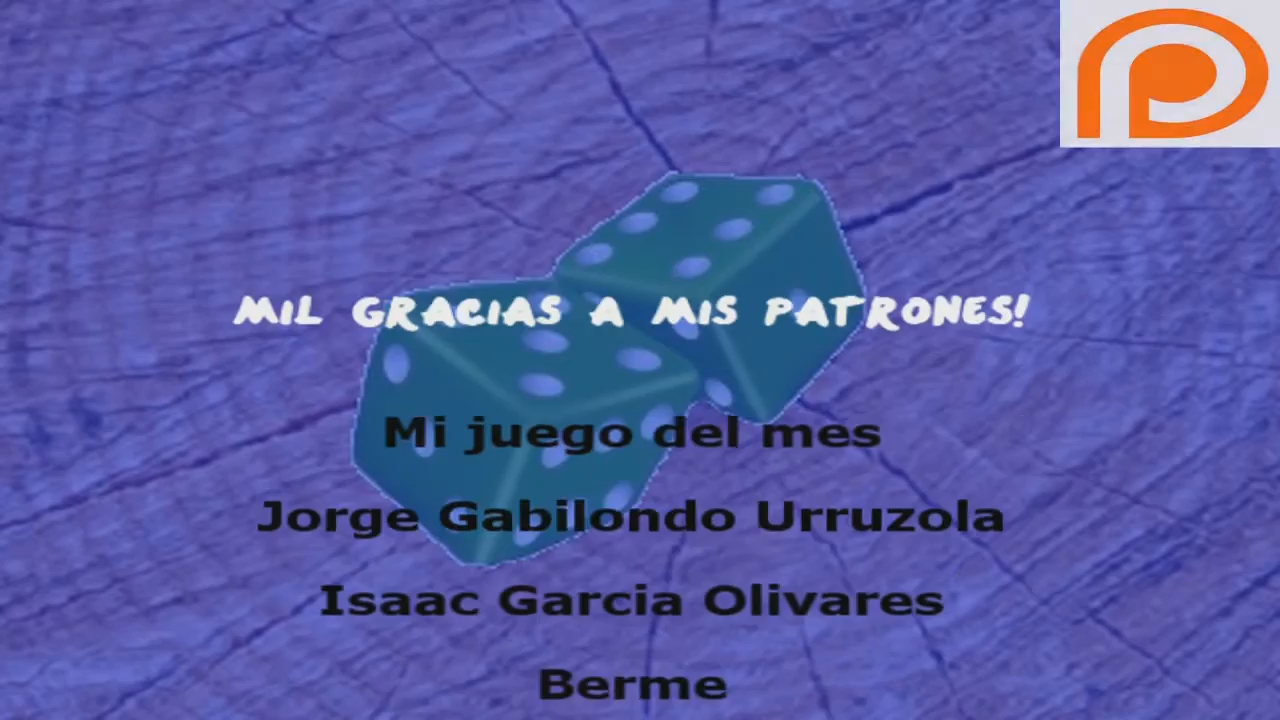 MIL GRACIAS A MIS PATRONES!
Mi juego del mes
Jorge Gabilondo Urruzola
Isaac Garcia Olivares
Berme